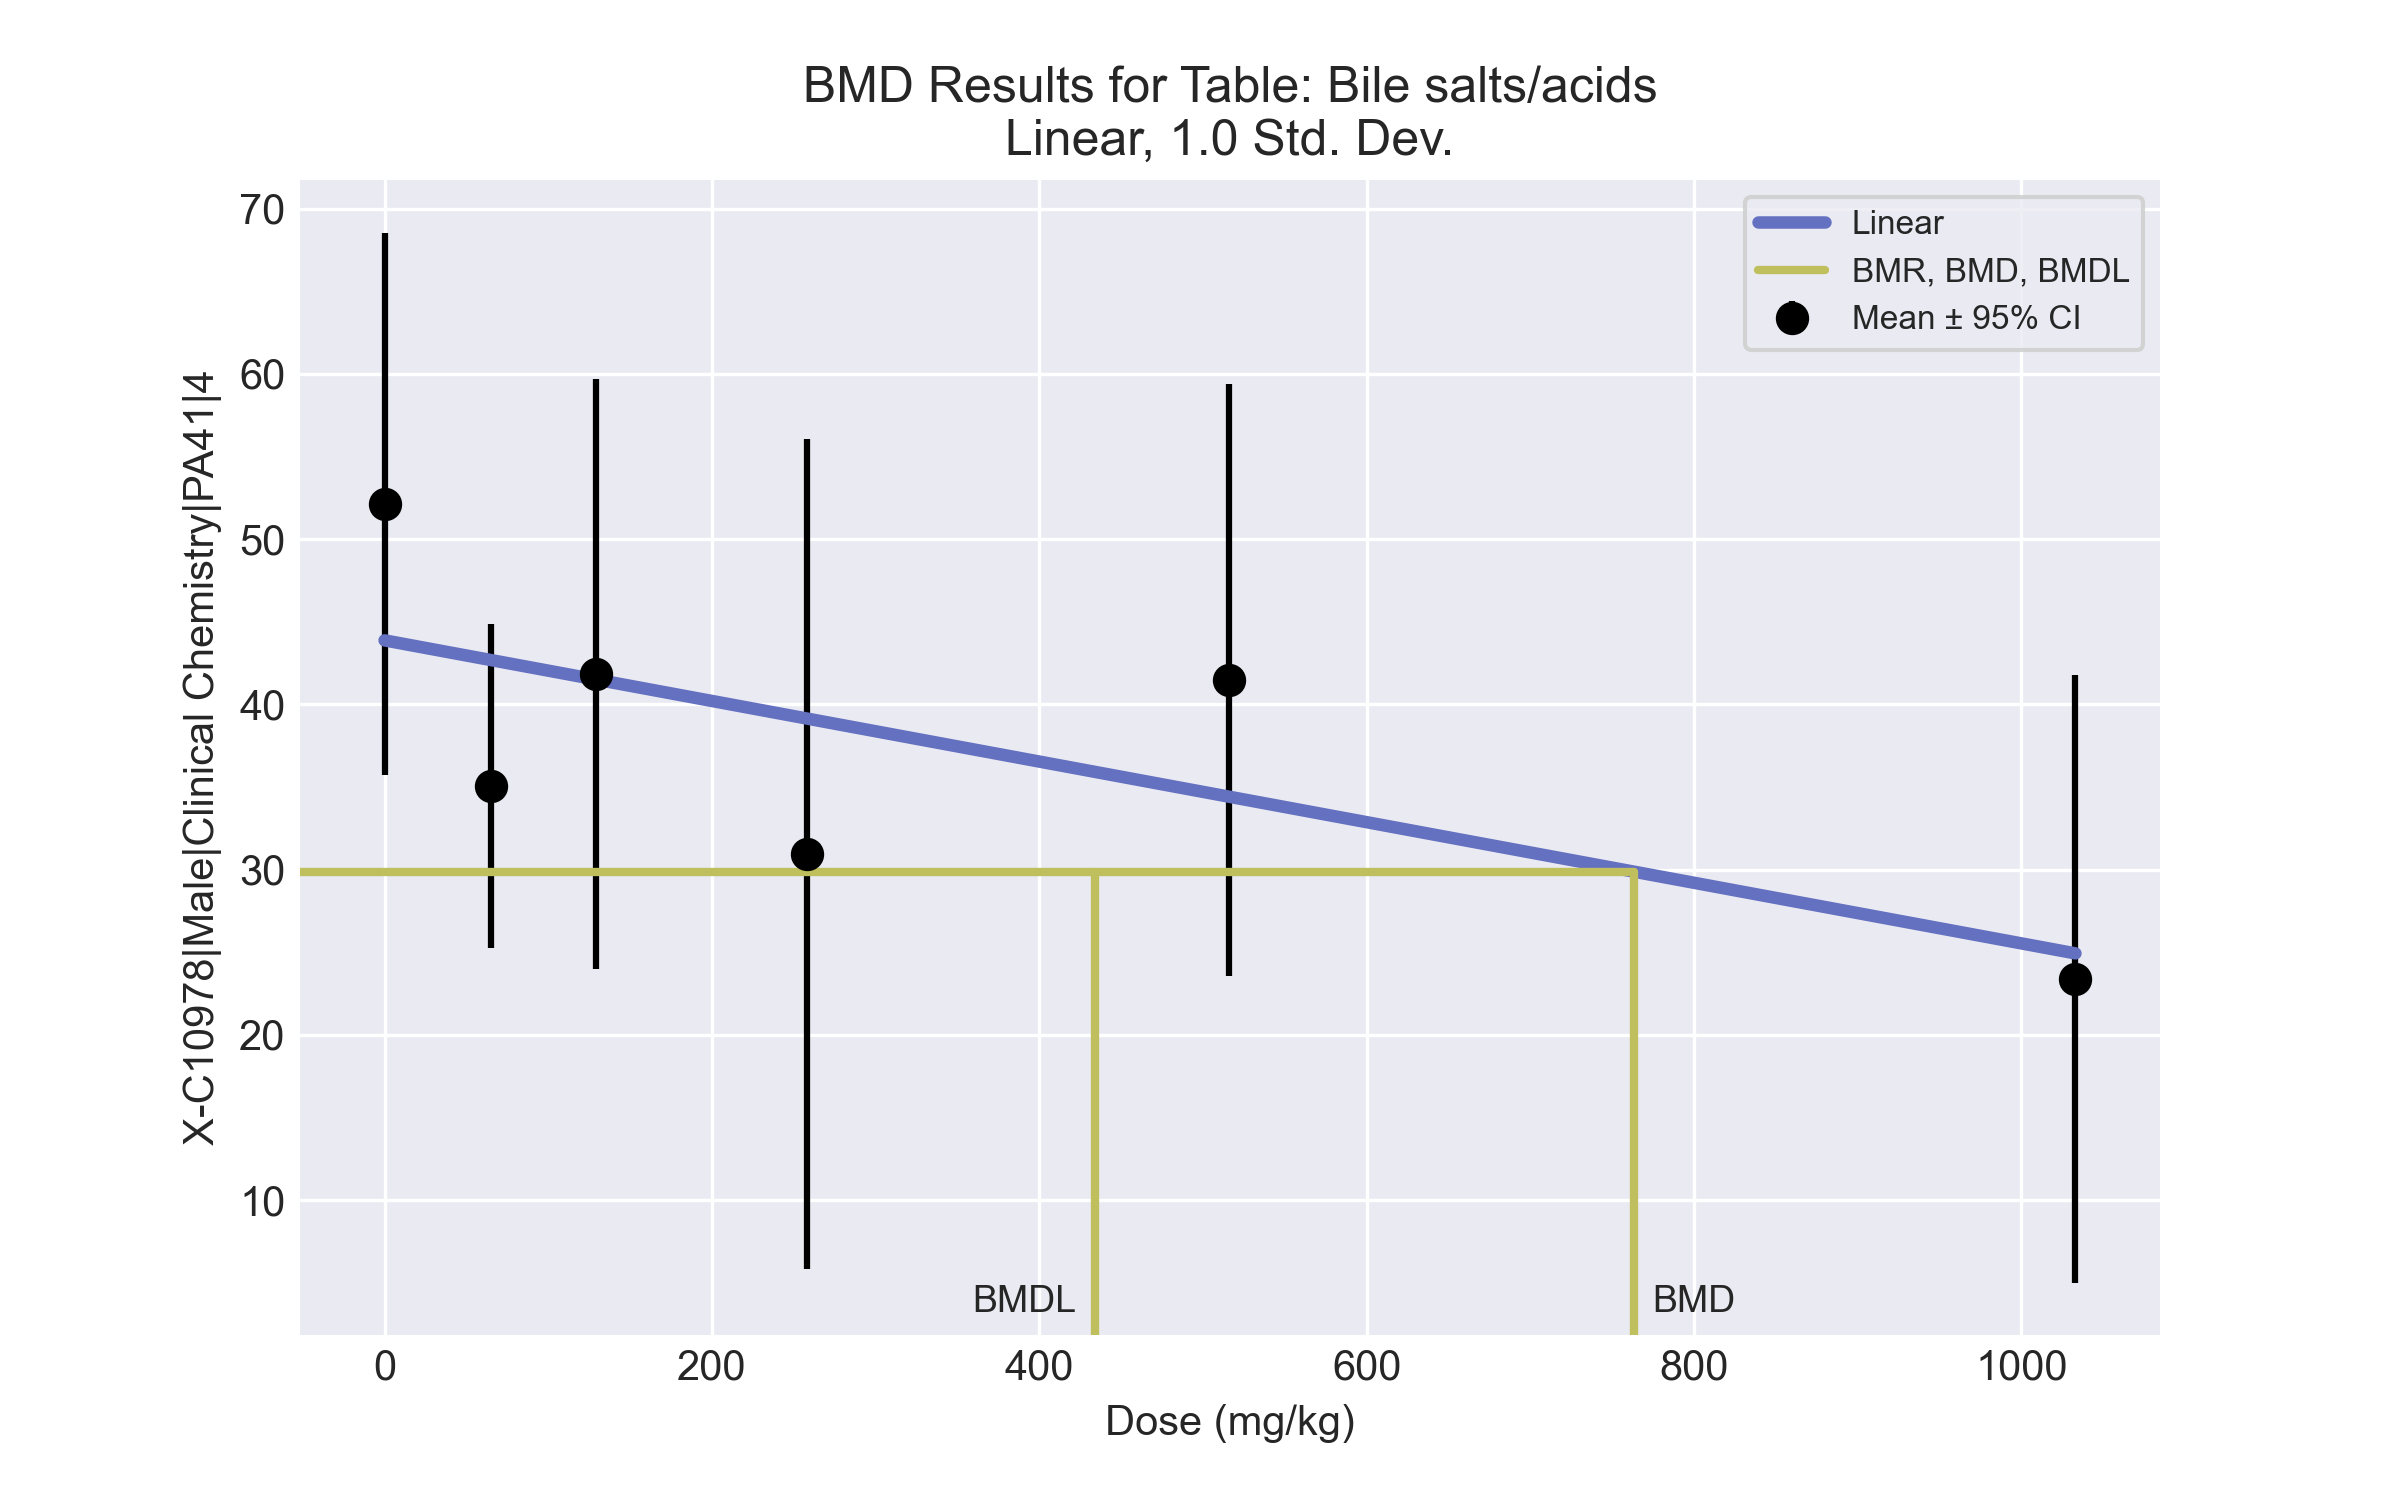 BMD Results for Table: Bile salts/acids
Linear, 1.0 Std. Dev.
Linear
BMR, BMD, BMDL
Mean ± 95% CI
X-C10978|Male|Clinical Chemistry|PA41|4
70
60
50
40
30
20
10
BMDL
BMD
0
200
400
600
800
1000
Dose (mg/kg)